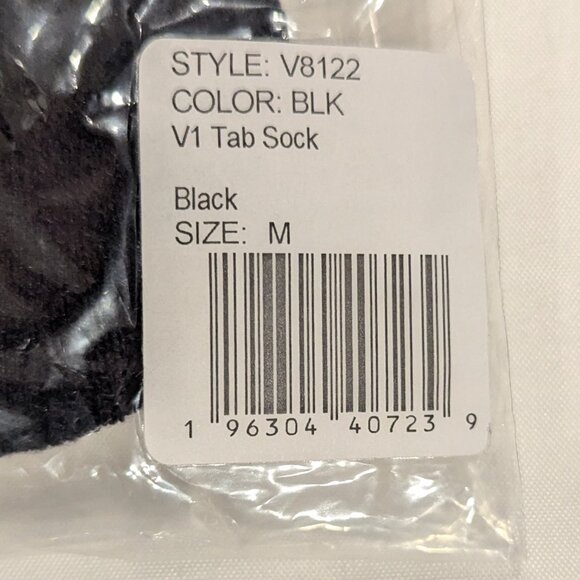 STYLE: V8122
COLOR: BLK
V1 Tab Sock
Black
SIZE: M
1 96304 40723 9